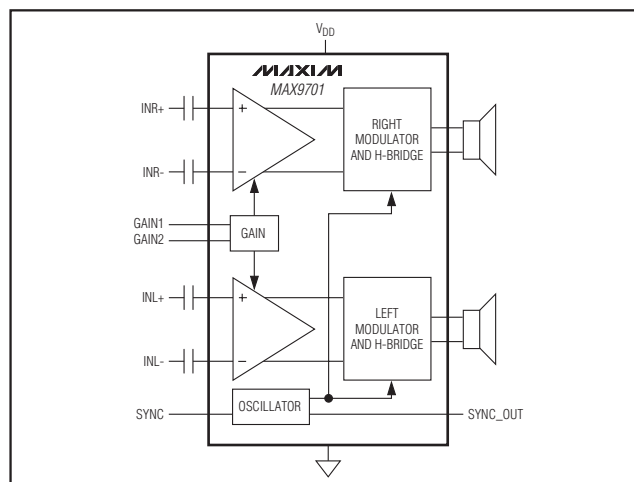 VDD
MAXIM
MAX9701
INR+
+
RIGHT
MODULATOR
AND H-BRIDGE
INR-
−
GAIN1
GAIN2
GAIN
INL+
+
LEFT
MODULATOR
AND H-BRIDGE
INL-
−
SYNC
OSCILLATOR
SYNC_OUT